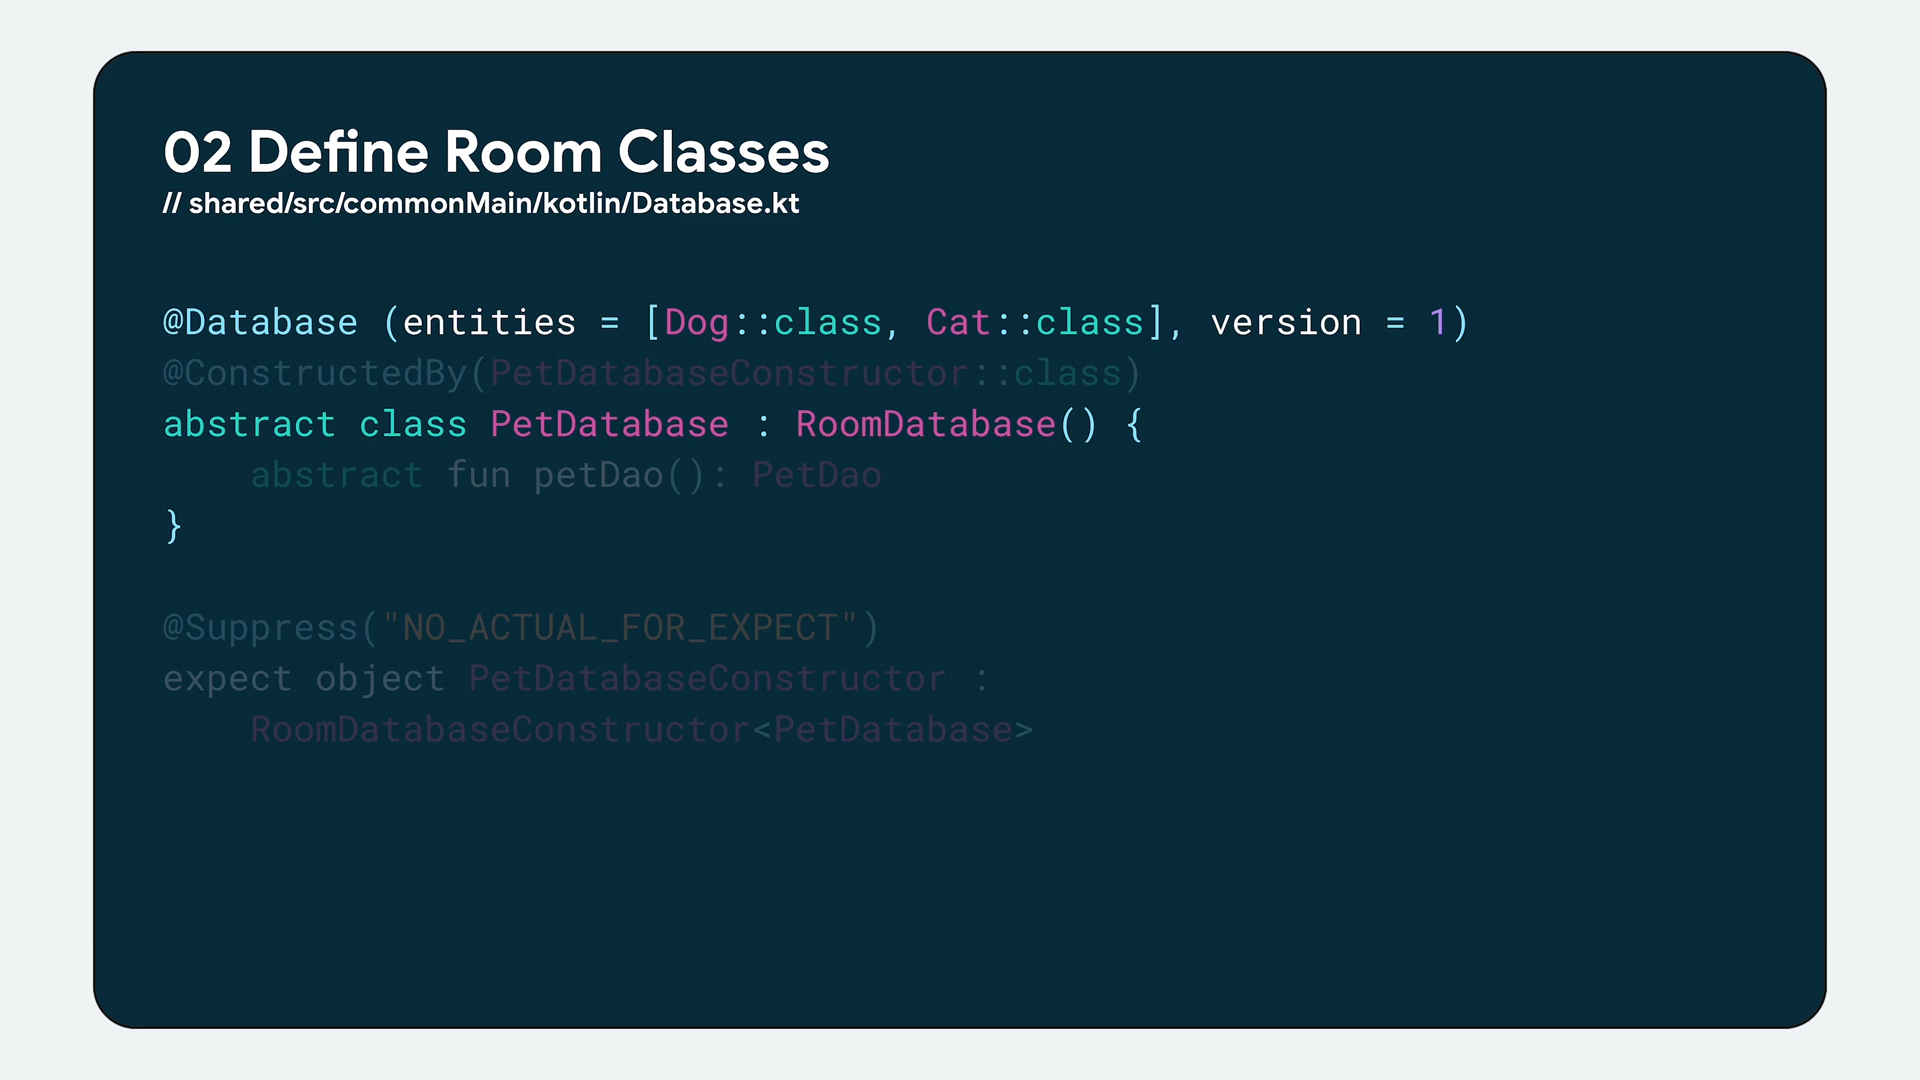 02 Define Room Classes
// shared/src/commonMain/kotlin/Database.kt
@Database (entities = [Dog::class, Cat::class], version = 1)
@ConstructedBy(PetDatabaseConstructor::class)
abstract class PetDatabase : RoomDatabase() {
    abstract fun petDao(): PetDao
}
@Suppress("NO_ACTUAL_FOR_EXPECT")
expect object PetDatabaseConstructor :
    RoomDatabaseConstructor<PetDatabase>